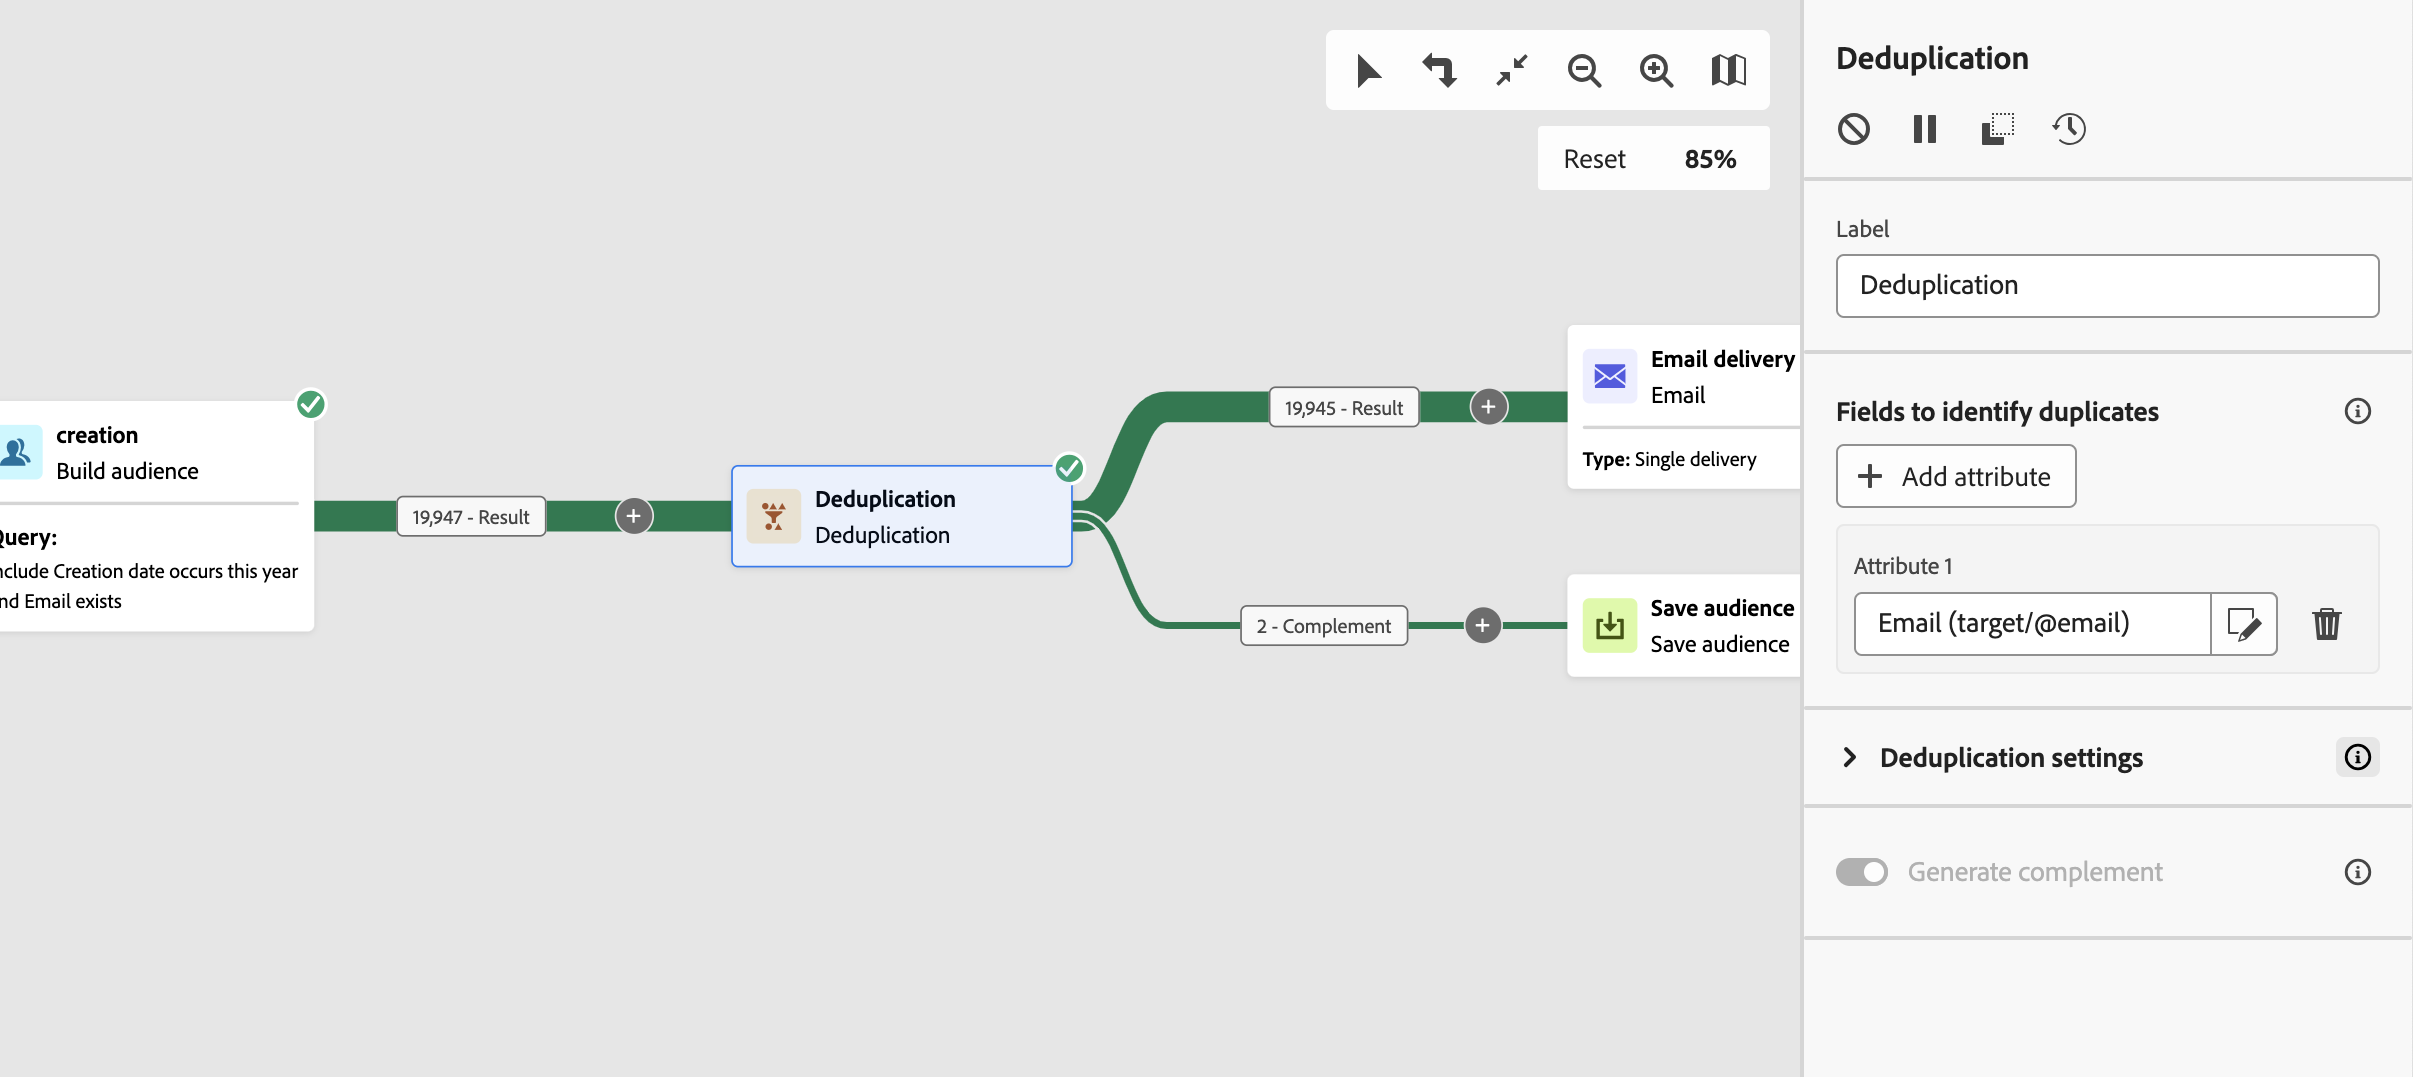 Reset 85%
creation
Build audience
Query:
nclude Creation date occurs this year
nd Email exists
19,947 - Result
Deduplication
Deduplication
19,945 - Result
2 - Complement
Email delivery
Email
Type: Single delivery
Save audience
Save audience
Deduplication
Label
Deduplication
Fields to identify duplicates
Add attribute
Attribute 1
Email (target/@email)
Deduplication settings
Generate complement